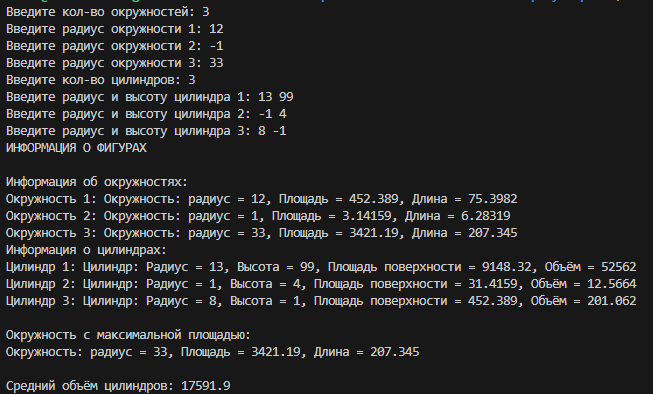 Введите кол-во окружностей: 3
Введите радиус окружности 1: 12
Введите радиус окружности 2: -1
Введите радиус окружности 3: 33
Введите кол-во цилиндров: 3
Введите радиус и высоту цилиндра 1: 13 99
Введите радиус и высоту цилиндра 2: -1 4
Введите радиус и высоту цилиндра 3: 8 -1
ИНФОРМАЦИЯ О ФИГУРАХ
Информация об окружностях:
Окружность 1: Окружность: радиус = 12, Площадь = 452.389, Длина = 75.3982
Окружность 2: Окружность: радиус = 1, Площадь = 3.14159, Длина = 6.28319
Окружность 3: Окружность: радиус = 33, Площадь = 3421.19, Длина = 207.345
Информация о цилиндрах:
Цилиндр 1: Цилиндр: Радиус = 13, Высота = 99, Площадь поверхности = 9148.32, Объём = 52562
Цилиндр 2: Цилиндр: Радиус = 1, Высота = 4, Площадь поверхности = 31.4159, Объём = 12.5664
Цилиндр 3: Цилиндр: Радиус = 8, Высота = 1, Площадь поверхности = 452.389, Объём = 201.062
Окружность с максимальной площадью:
Окружность: радиус = 33, Площадь = 3421.19, Длина = 207.345
Средний объём цилиндров: 17591.9